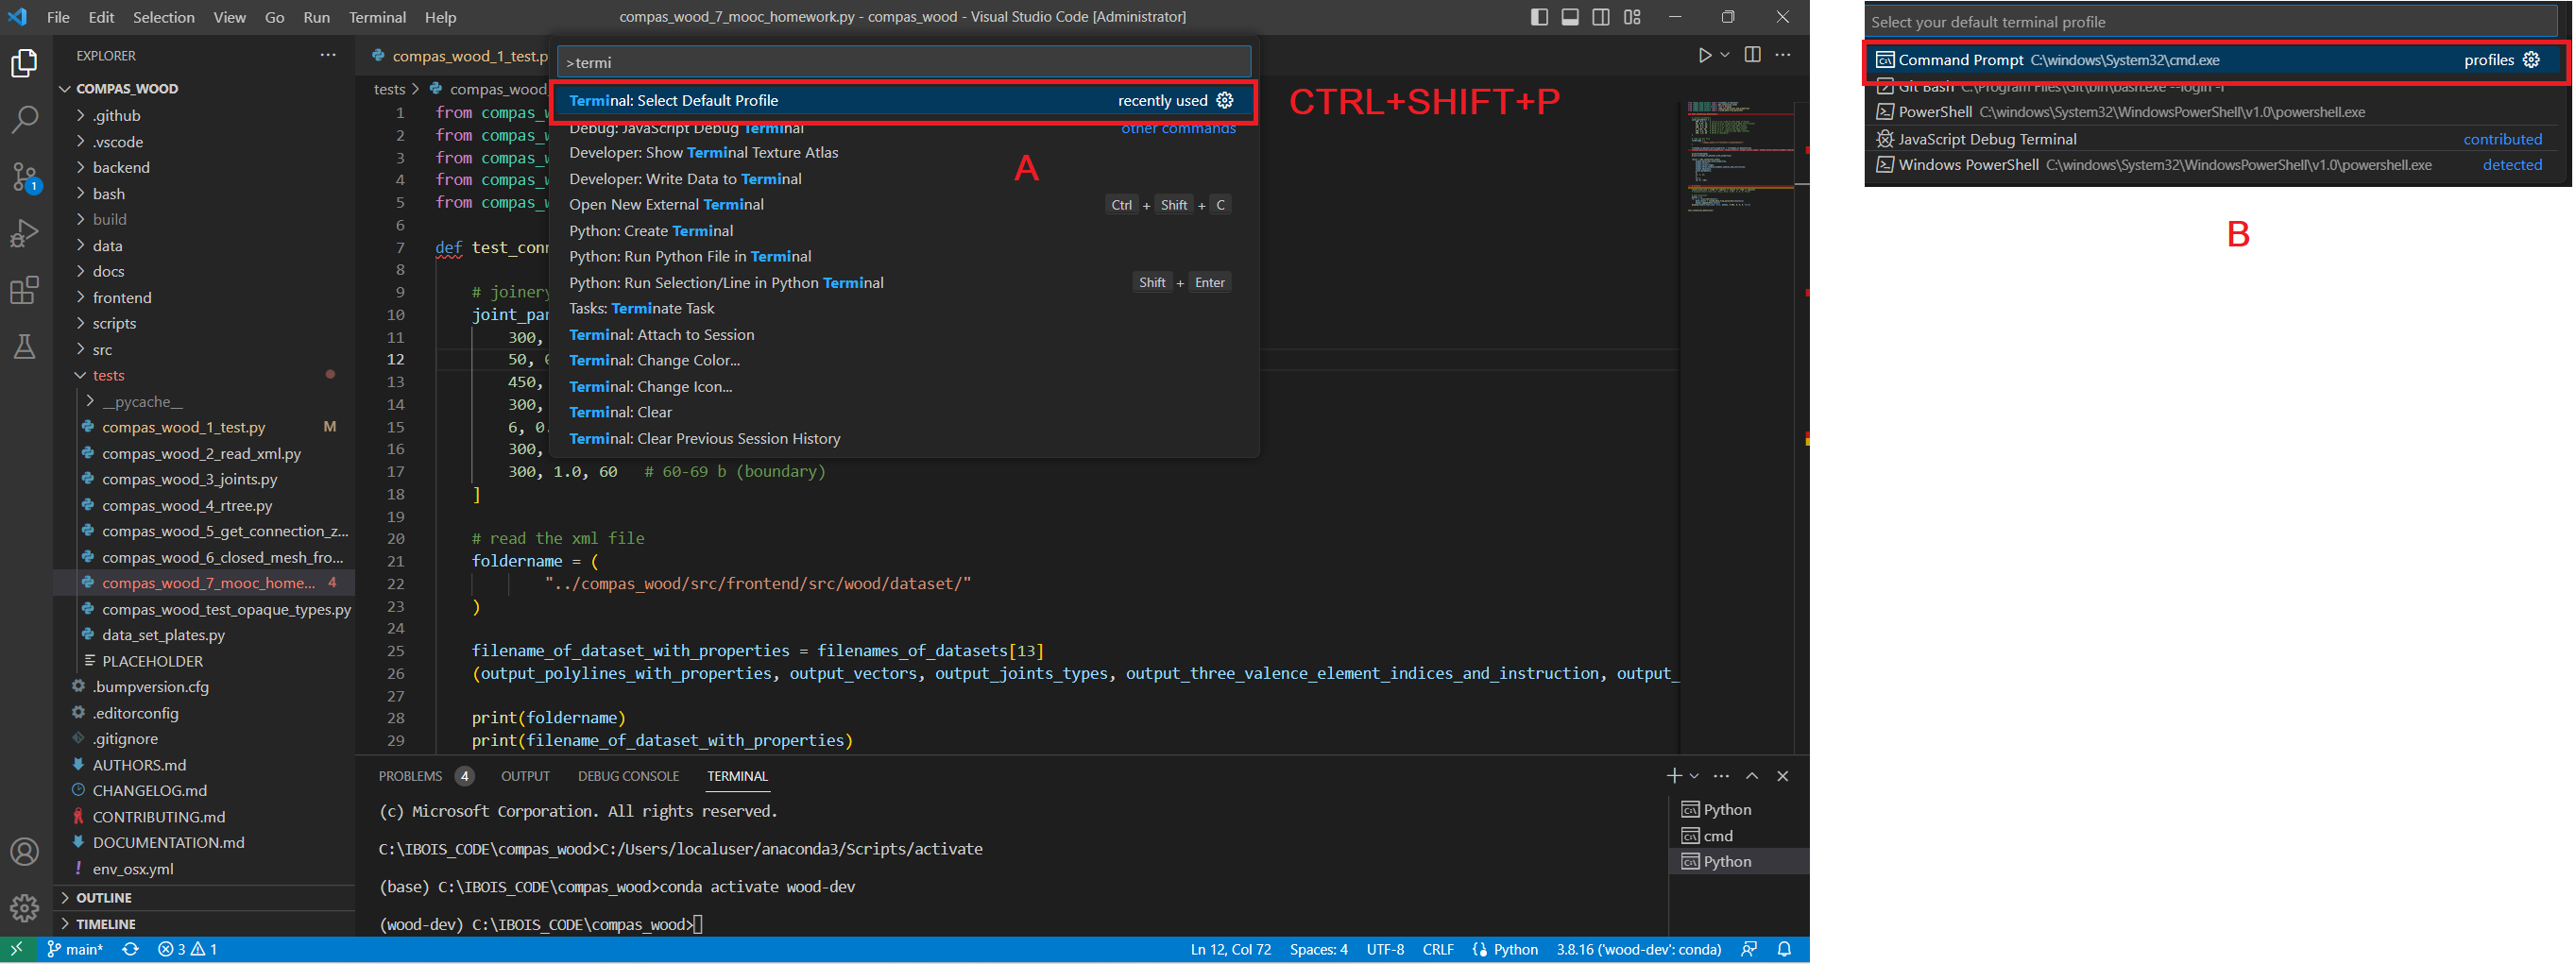 File Edit Selection View Go Run Terminal Help
compas_wood_7_mooc_homework.py - compas_wood - Visual Studio Code [Administrator]
EXPLORER
COMPAS_WOOD
.github
.vscode
backend
bash
build
data
docs
frontend
scripts
src
tests
__pycache__
compas_wood_1_test.py M
compas_wood_2_read_xml.py
compas_wood_3_joints.py
compas_wood_4_rtree.py
compas_wood_5_get_connection_z...
compas_wood_6_closed_mesh_fro...
compas_wood_7_mooc_home... 4
compas_wood_test_opaque_types.py
data_set_plates.py
PLACEHOLDER
.bumpversion.cfg
.editorconfig
.gitignore
AUTHORS.md
CHANGELOG.md
CONTRIBUTING.md
DOCUMENTATION.md
env_osx.yml
OUTLINE
TIMELINE
1
compas_wood_1_test.p
tests > compas_wood_
>termi
Terminal: Select Default Profile recently used
Debug: JavaScript Debug Terminal other commands
Developer: Show Terminal Texture Atlas
Developer: Write Data to Terminal
Open New External Terminal Ctrl + Shift + C
Python: Create Terminal
Python: Run Python File in Terminal
Python: Run Selection/Line in Python Terminal Shift + Enter
Tasks: Terminate Task
Terminal: Attach to Session
Terminal: Change Color...
Terminal: Change Icon...
Terminal: Clear
Terminal: Clear Previous Session History
CTRL+SHIFT+P
A
1 from compas_w
2 from compas_w
3 from compas_w
4 from compas_w
5 from compas_w
6
7 def test_conn
8
9 # joinery
10 joint_par
11 300,
12 50, 0
13 450,
14 300,
15 6, 0.
16 300,
17 300, 1.0, 60 # 60-69 b (boundary)
18 ]
19
20 # read the xml file
21 foldername = (
22 "../compas_wood/src/frontend/src/wood/dataset/"
23 )
24
25 filename_of_dataset_with_properties = filenames_of_datasets[13]
26 (output_polylines_with_properties, output_vectors, output_joints_types, output_three_valence_element_indices_and_instruction, output_
27
28 print(foldername)
29 print(filename_of_dataset_with_properties)
PROBLEMS 4 OUTPUT DEBUG CONSOLE TERMINAL
(c) Microsoft Corporation. All rights reserved.
C:\IBOIS_CODE\compas_wood>C:/Users/localuser/anaconda3/Scripts/activate
(base) C:\IBOIS_CODE\compas_wood>conda activate wood-dev
(wood-dev) C:\IBOIS_CODE\compas_wood>
Python
cmd
Python
main* 3 1
Ln 12, Col 72 Spaces: 4 UTF-8 CRLF Python 3.8.16 ('wood-dev': conda)
Select your default terminal profile
Command Prompt C:\windows\System32\cmd.exe profiles
Git Bash C:\Program Files\Git\bin\bash.exe --login -i
PowerShell C:\windows\System32\WindowsPowerShell\v1.0\powershell.exe
JavaScript Debug Terminal contributed
Windows PowerShell C:\windows\System32\WindowsPowerShell\v1.0\powershell.exe detected
B